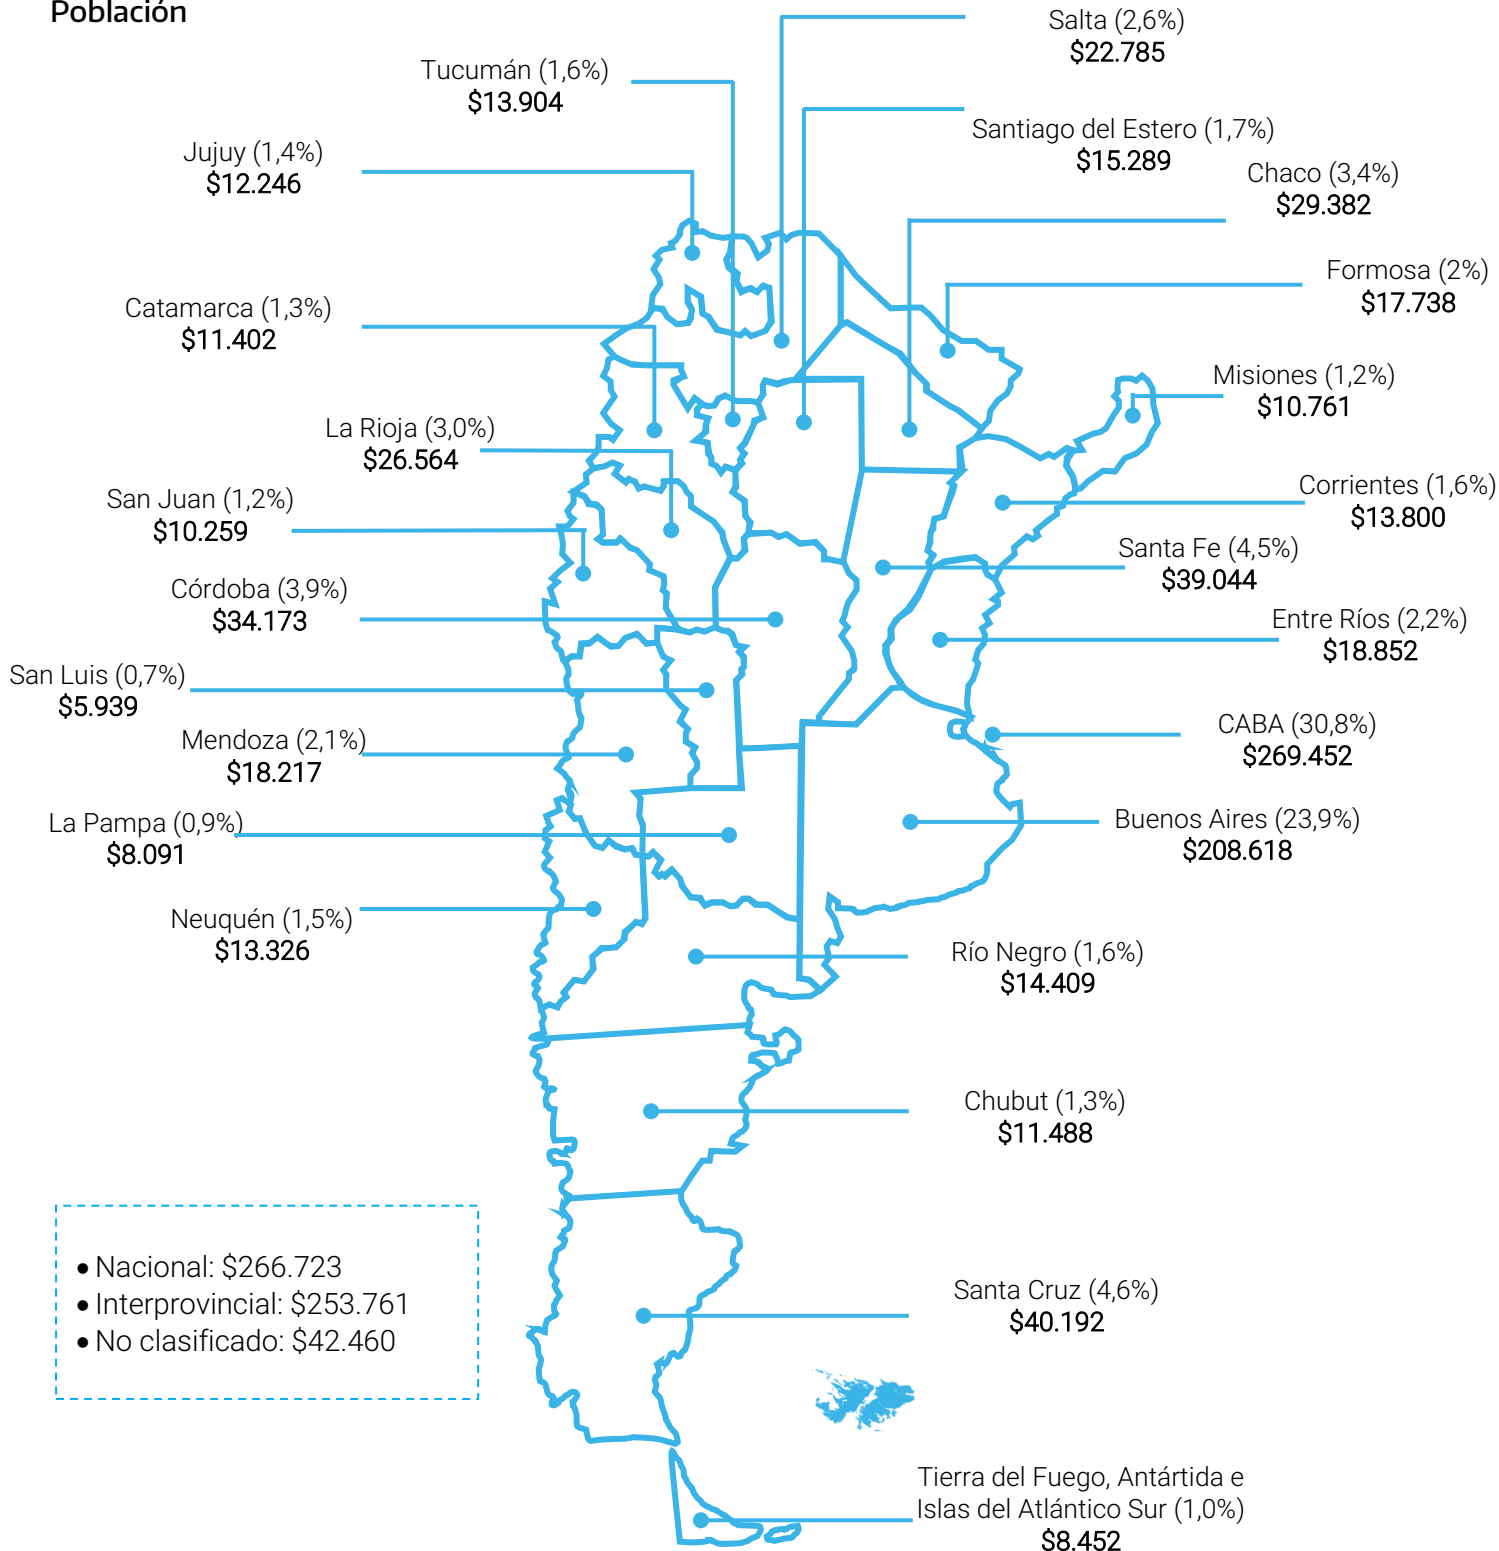 Población
Salta (2,6%)
$22.785
Tucumán (1,6%)
$13.904
Santiago del Estero (1,7%)
$15.289
Jujuy (1,4%)
$12.246
Chaco (3,4%)
$29.382
Formosa (2%)
$17.738
Catamarca (1,3%)
$11.402
Misiones (1,2%)
$10.761
La Rioja (3,0%)
$26.564
San Juan (1,2%)
$10.259
Corrientes (1,6%)
$13.800
Santa Fe (4,5%)
$39.044
Córdoba (3,9%)
$34.173
Entre Ríos (2,2%)
$18.852
San Luis (0,7%)
$5.939
CABA (30,8%)
$269.452
Mendoza (2,1%)
$18.217
Buenos Aires (23,9%)
$208.618
La Pampa (0,9%)
$8.091
Neuquén (1,5%)
$13.326
Río Negro (1,6%)
$14.409
Chubut (1,3%)
$11.488
• Nacional: $266.723
• Interprovincial: $253.761
• No clasificado: $42.460
Santa Cruz (4,6%)
$40.192
Tierra del Fuego, Antártida e
Islas del Atlántico Sur (1,0%)
$8.452